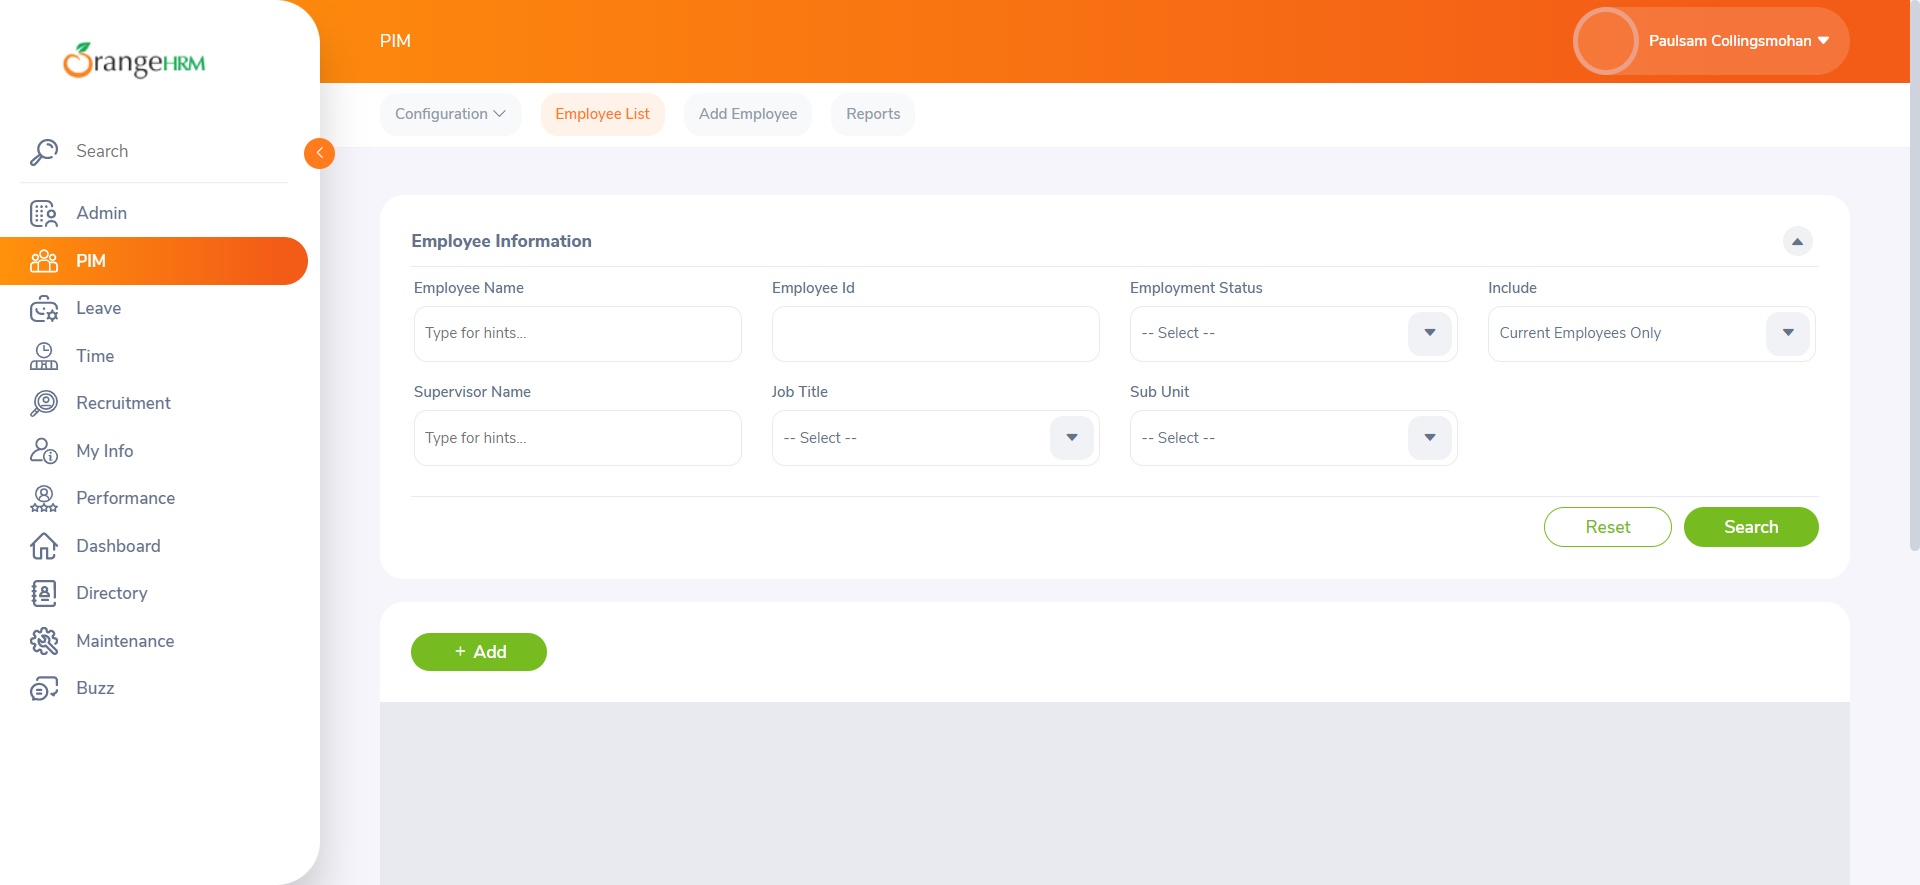 OrangeHRM
PIM
Paulsam Collingsmohan
Configuration
Employee List
Add Employee
Reports
Search
Admin
PIM
Leave
Time
Recruitment
My Info
Performance
Dashboard
Directory
Maintenance
Buzz
Employee Information
Employee Name
Employee Id
Employment Status
Include
Type for hints...
-- Select --
Current Employees Only
Supervisor Name
Job Title
Sub Unit
Type for hints...
-- Select --
-- Select --
Reset
Search
+ Add